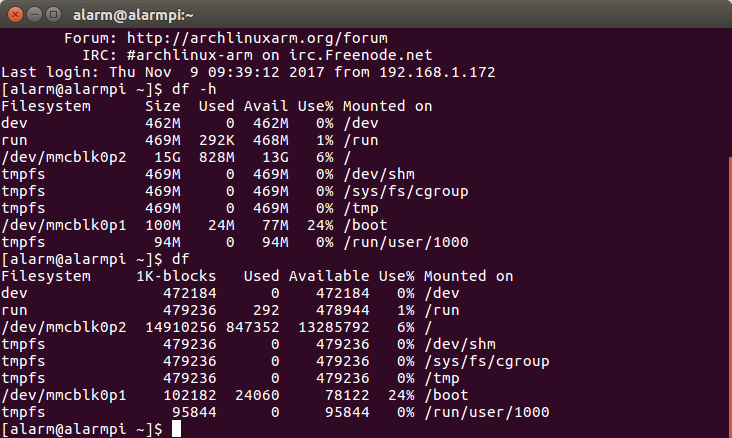 alarm@alarmpi:~
Forum: http://archlinuxarm.org/forum
IRC: #archlinux-arm on irc.Freenode.net
Last login: Thu Nov  9 09:39:12 2017 from 192.168.1.172
[alarm@alarmpi ~]$ df -h
Filesystem      Size  Used Avail Use% Mounted on
dev             462M     0  462M   0% /dev
run             469M  292K  468M   1% /run
/dev/mmcblk0p2   15G  828M   13G   6% /
tmpfs           469M     0  469M   0% /dev/shm
tmpfs           469M     0  469M   0% /sys/fs/cgroup
tmpfs           469M     0  469M   0% /tmp
/dev/mmcblk0p1  100M   24M   77M  24% /boot
tmpfs            94M     0   94M   0% /run/user/1000
[alarm@alarmpi ~]$ df
Filesystem     1K-blocks   Used Available Use% Mounted on
dev               472184      0    472184   0% /dev
run               479236    292    478944   1% /run
/dev/mmcblk0p2  14910256 847352  13285792   6% /
tmpfs             479236      0    479236   0% /dev/shm
tmpfs             479236      0    479236   0% /sys/fs/cgroup
tmpfs             479236      0    479236   0% /tmp
/dev/mmcblk0p1    102182  24060     78122  24% /boot
tmpfs              95844      0     95844   0% /run/user/1000
[alarm@alarmpi ~]$